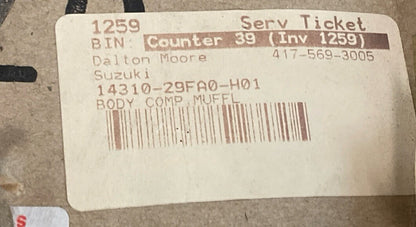 1259 Serv Ticket
BIN: Counter 39 (Inv 1259)
Dalton Moore 417-569-3005
Suzuki
14310-29FA0-H01
BODY COMP,MUFFL
S